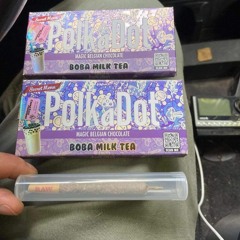 PolkaDot
MAGIC BELGIAN CHOCOLATE
BOBA MILK TEA
PolkaDot
MAGIC BELGIAN CHOCOLATE
BOBA MILK TEA